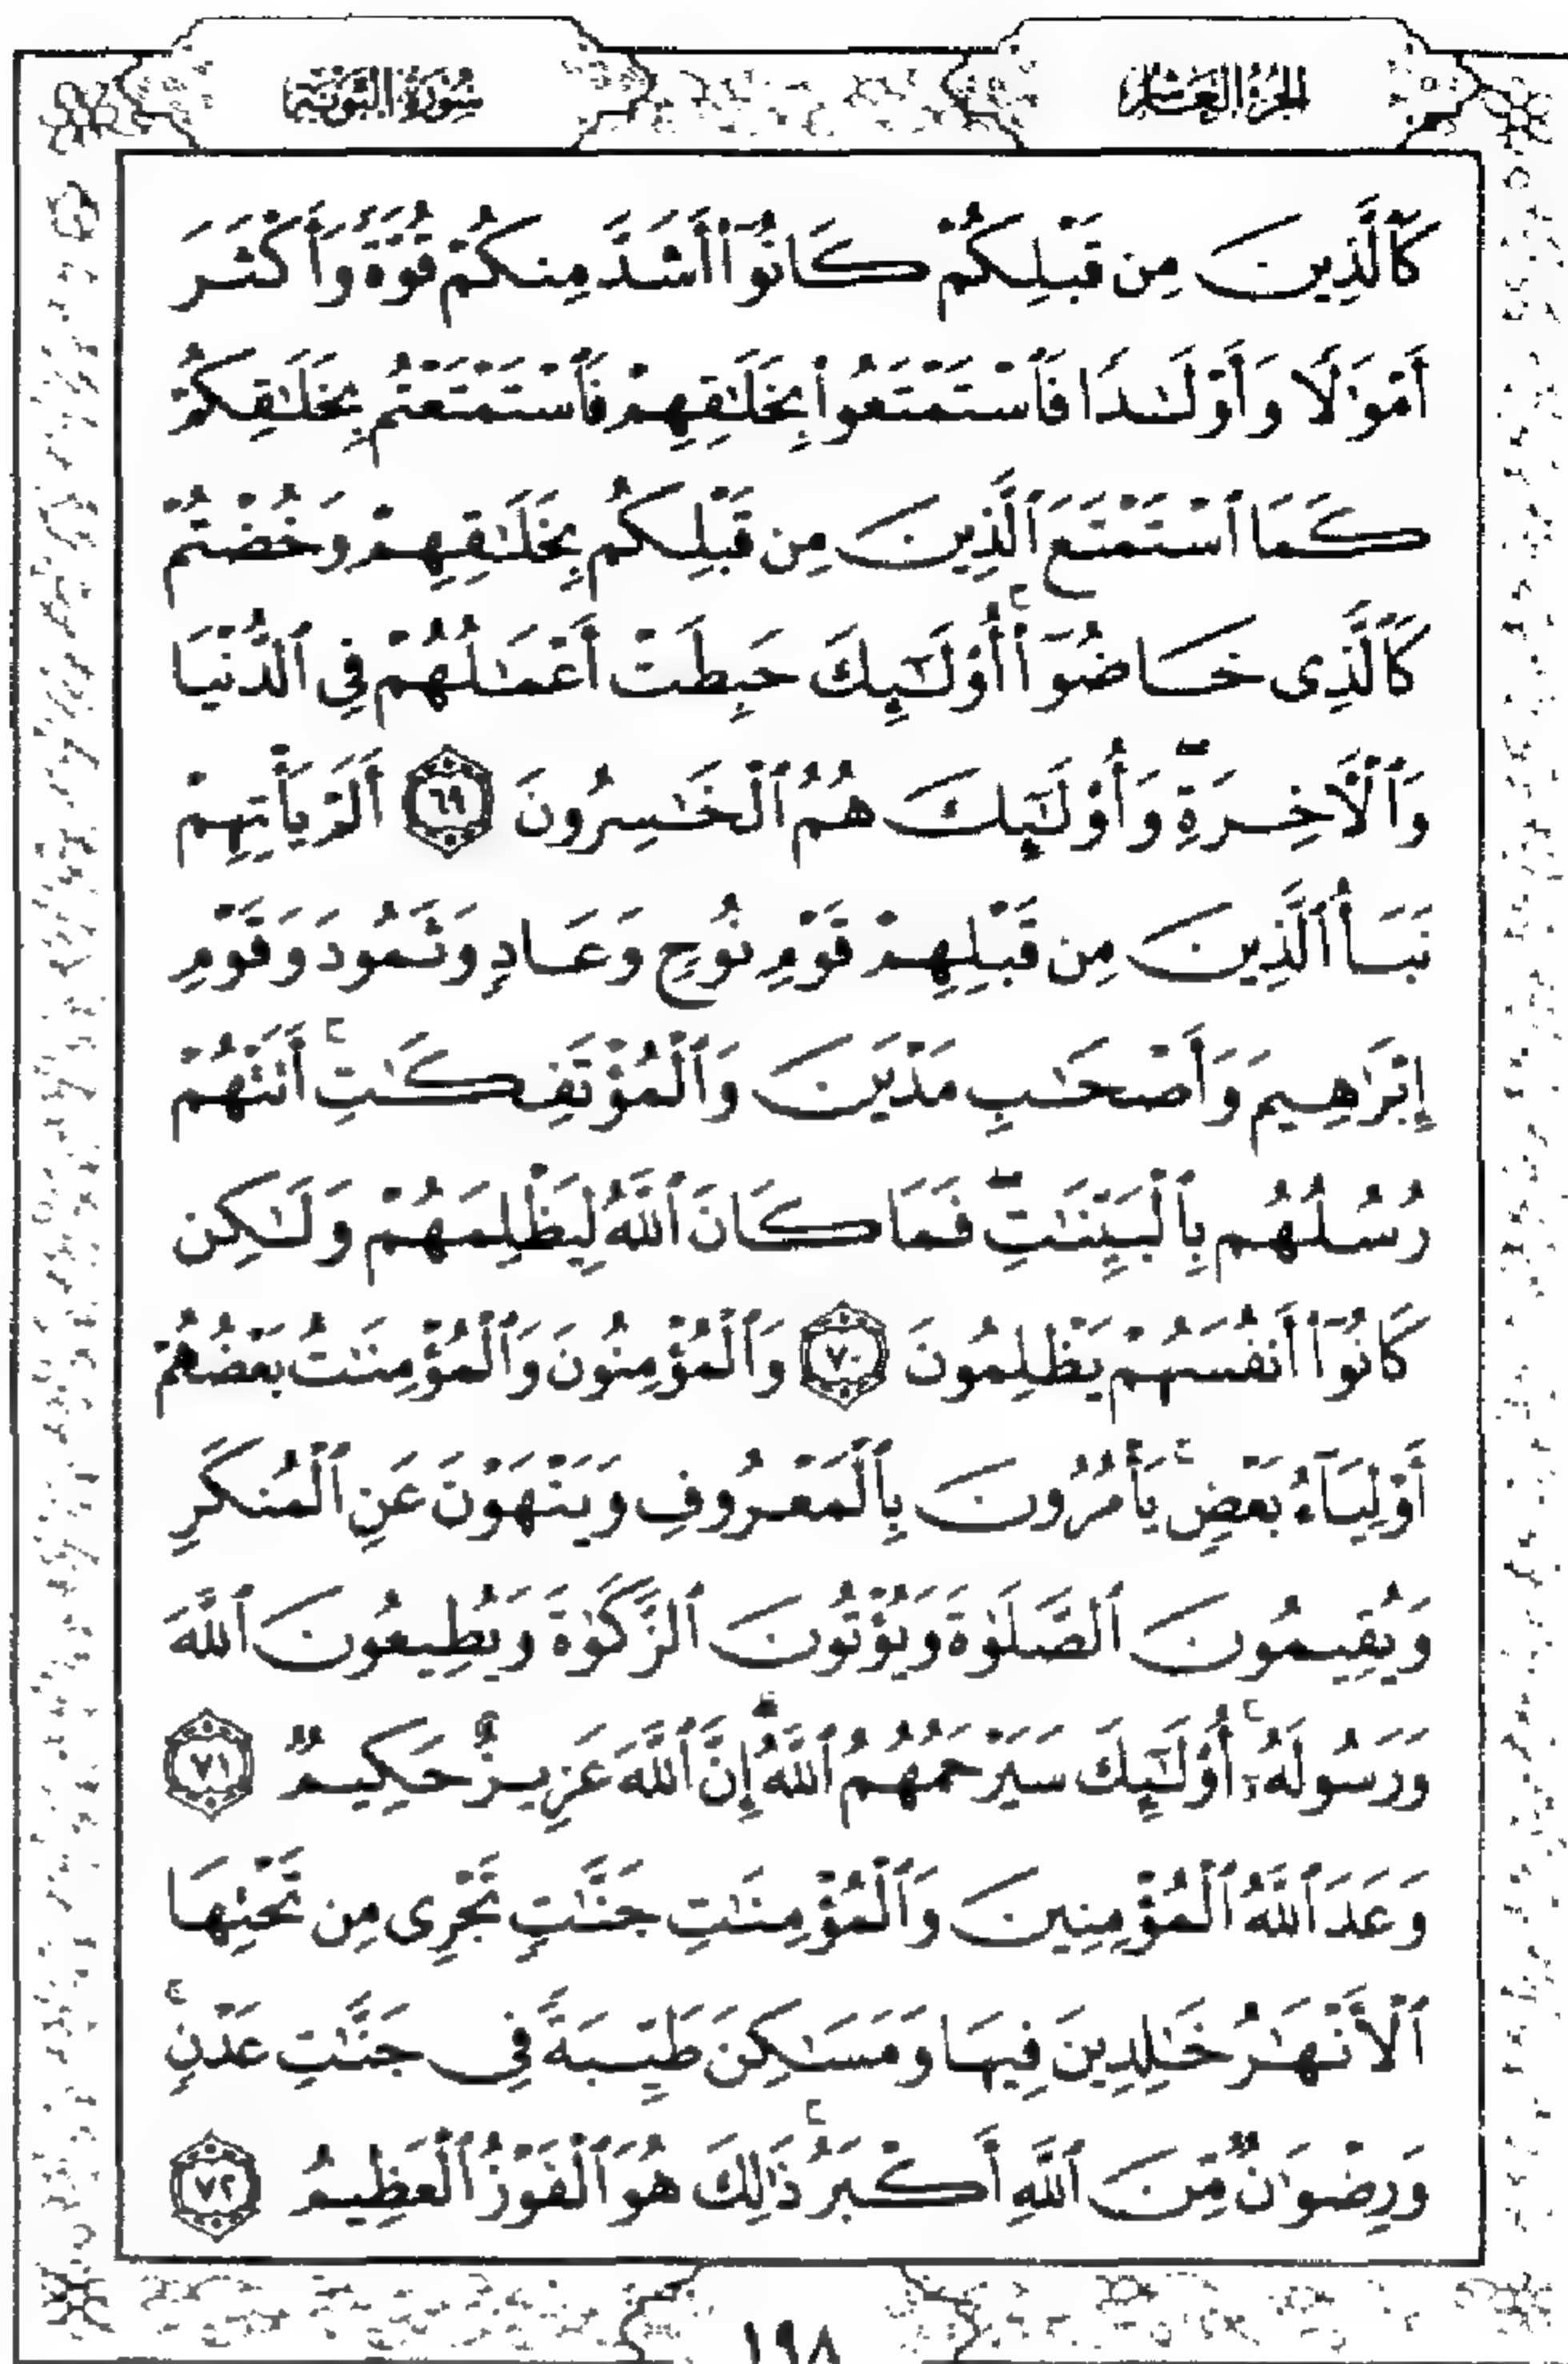 الجزء العاشر
سورة التوبة
كَٱلَّذِينَ مِن قَبْلِكُمْ كَانُوٓا۟ أَشَدَّ مِنكُمْ قُوَّةً وَأَكْثَرَ
أَمْوَٰلًا وَأَوْلَـٰدًا فَٱسْتَمْتَعُوا۟ بِخَلَـٰقِهِمْ فَٱسْتَمْتَعْتُم بِخَلَـٰقِكُمْ
كَمَا ٱسْتَمْتَعَ ٱلَّذِينَ مِن قَبْلِكُم بِخَلَـٰقِهِمْ وَخُضْتُمْ
كَٱلَّذِى خَاضُوٓا۟ ۚ أُو۟لَـٰٓئِكَ حَبِطَتْ أَعْمَـٰلُهُمْ فِى ٱلدُّنْيَا
وَٱلْـَٔاخِرَةِ ۖ وَأُو۟لَـٰٓئِكَ هُمُ ٱلْخَـٰسِرُونَ ٦٩ أَلَمْ يَأْتِهِمْ
نَبَأُ ٱلَّذِينَ مِن قَبْلِهِمْ قَوْمِ نُوحٍ وَعَادٍ وَثَمُودَ وَقَوْمِ
إِبْرَٰهِيمَ وَأَصْحَـٰبِ مَدْيَنَ وَٱلْمُؤْتَفِكَـٰتِ ۚ أَتَتْهُمْ
رُسُلُهُم بِٱلْبَيِّنَـٰتِ ۖ فَمَا كَانَ ٱللَّهُ لِيَظْلِمَهُمْ وَلَـٰكِن
كَانُوٓا۟ أَنفُسَهُمْ يَظْلِمُونَ ٧٠ وَٱلْمُؤْمِنُونَ وَٱلْمُؤْمِنَـٰتُ بَعْضُهُمْ
أَوْلِيَآءُ بَعْضٍ ۚ يَأْمُرُونَ بِٱلْمَعْرُوفِ وَيَنْهَوْنَ عَنِ ٱلْمُنكَرِ
وَيُقِيمُونَ ٱلصَّلَوٰةَ وَيُؤْتُونَ ٱلزَّكَوٰةَ وَيُطِيعُونَ ٱللَّهَ
وَرَسُولَهُۥٓ ۚ أُو۟لَـٰٓئِكَ سَيَرْحَمُهُمُ ٱللَّهُ ۗ إِنَّ ٱللَّهَ عَزِيزٌ حَكِيمٌ ٧١
وَعَدَ ٱللَّهُ ٱلْمُؤْمِنِينَ وَٱلْمُؤْمِنَـٰتِ جَنَّـٰتٍ تَجْرِى مِن تَحْتِهَا
ٱلْأَنْهَـٰرُ خَـٰلِدِينَ فِيهَا وَمَسَـٰكِنَ طَيِّبَةً فِى جَنَّـٰتِ عَدْنٍ ۚ
وَرِضْوَٰنٌ مِّنَ ٱللَّهِ أَكْبَرُ ۚ ذَٰلِكَ هُوَ ٱلْفَوْزُ ٱلْعَظِيمُ ٧٢
١٩٨